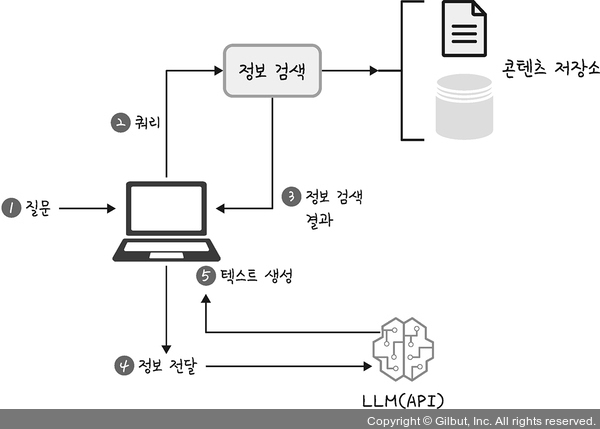 정보 검색
콘텐츠 저장소
2 쿼리
1 질문
3 정보 검색
결과
5 텍스트 생성
4 정보 전달
LLM(API)
Copyright © Gilbut, Inc. All rights reserved.